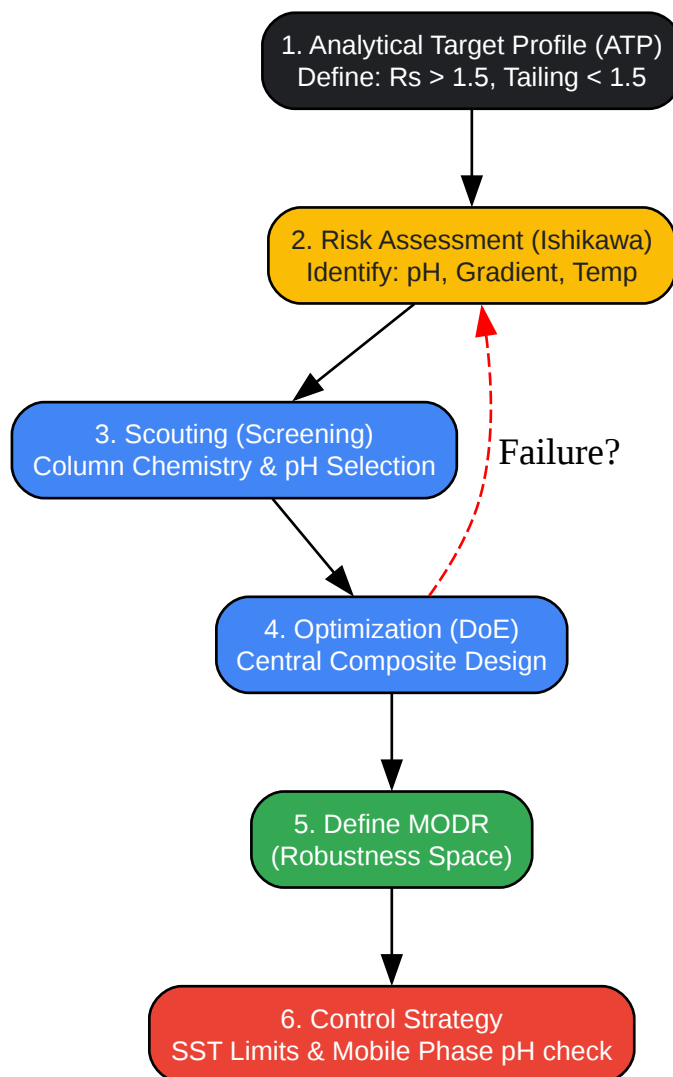 1. Analytical Target Profile (ATP)
Define: Rs > 1.5, Tailing < 1.5
2. Risk Assessment (Ishikawa)
Identify: pH, Gradient, Temp
3. Scouting (Screening)
Column Chemistry & pH Selection
Failure?
4. Optimization (DoE)
Central Composite Design
5. Define MODR
(Robustness Space)
6. Control Strategy
SST Limits & Mobile Phase pH check